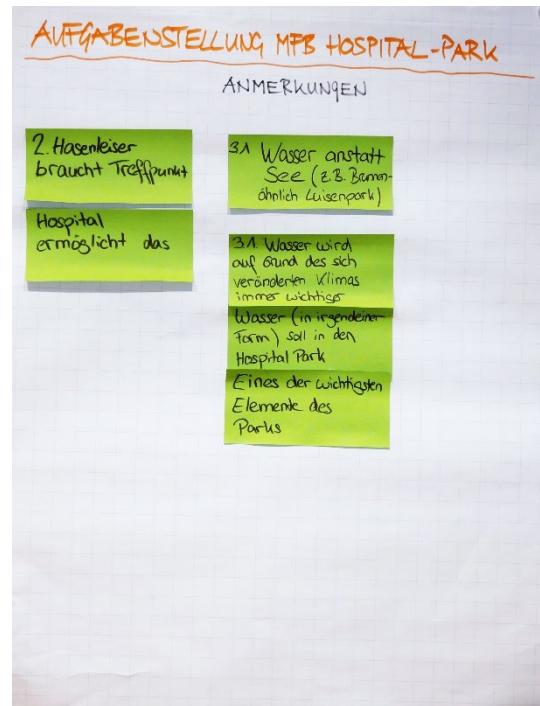 AUFGABENSTELLUNG MFB HOSPITAL-PARK
ANMERKUNGEN
2. Hasenleiser
braucht Treffpunkt
Hospital
ermöglicht das
3.1 Wasser anstatt
See (z.B. Brunnen-
ähnlich Luisenpark)
3.1. Wasser wird
auf Grund des sich
veränderten Klimas
immer wichtiger
Wasser (in irgendeiner
Form) soll in den
Hospital Park
Eines der wichtigsten
Elemente des
Parks